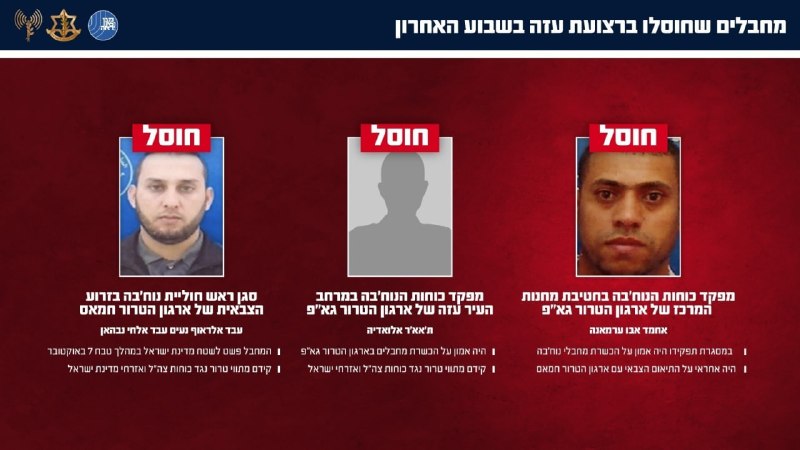 מחבלים שחוסלו ברצועת עזה בשבוע האחרון
חוסל
מפקד כוחות הנוח'בה בחטיבת מחנות
המרכז של ארגון הטרור גא"פ
אחמד אבו ערמאנה
במסגרת תפקידו היה אמון על הכשרת מחבלי נוח'בה
היה אחראי על התיאום הצבאי עם ארגון הטרור חמאס
חוסל
מפקד כוחות הנוח'בה במרחב
העיר עזה של ארגון הטרור גא"פ
ת'אא'ר אלואדיה
היה אמון על הכשרת מחבלים בארגון הטרור גא"פ
קידם מתווי טרור נגד כוחות צה"ל ואזרחי ישראל
חוסל
סגן ראש חוליית נוח'בה בזרוע
הצבאית של ארגון הטרור חמאס
עבד אלראוף נעים עבד אלחי נבהאן
המחבל פשט לשטח מדינת ישראל במהלך טבח 7 באוקטובר
קידם מתווי טרור נגד כוחות צה"ל ואזרחי מדינת ישראל